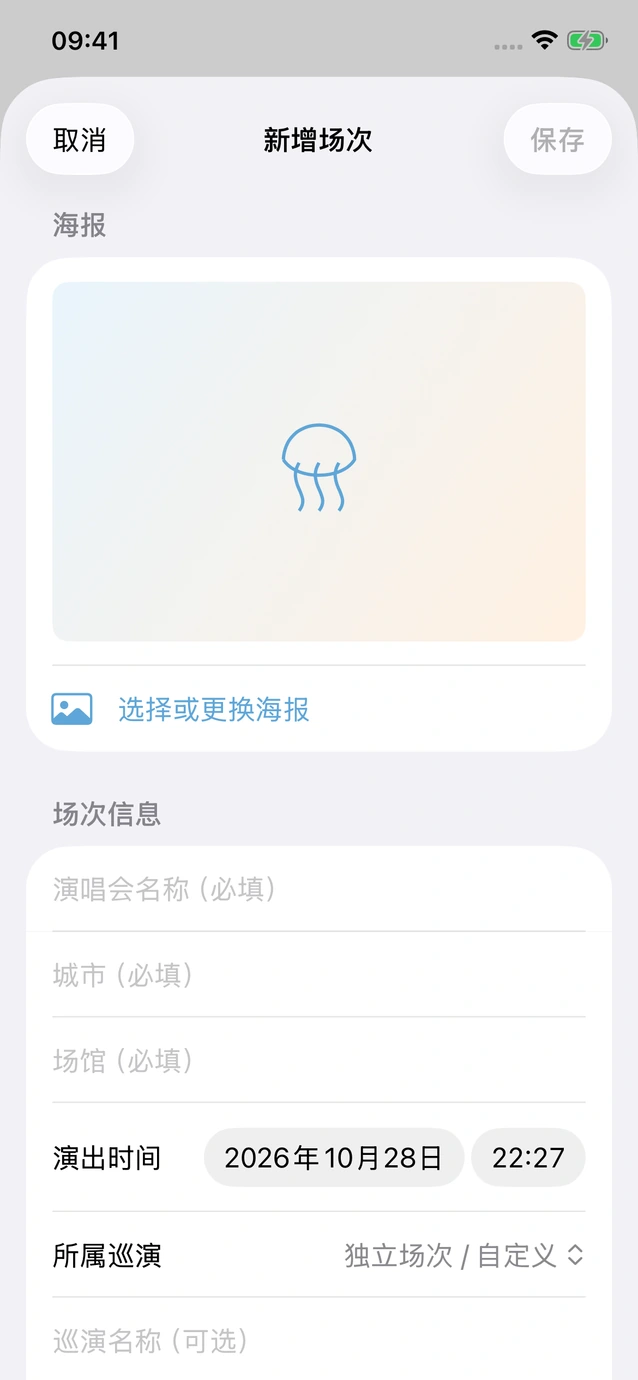 09:41
取消 新增场次 保存
海报
选择或更换海报
场次信息
演唱会名称（必填）
城市（必填）
场馆（必填）
演出时间 2026年10月28日 22:27
所属巡演 独立场次 / 自定义
巡演名称（可选）